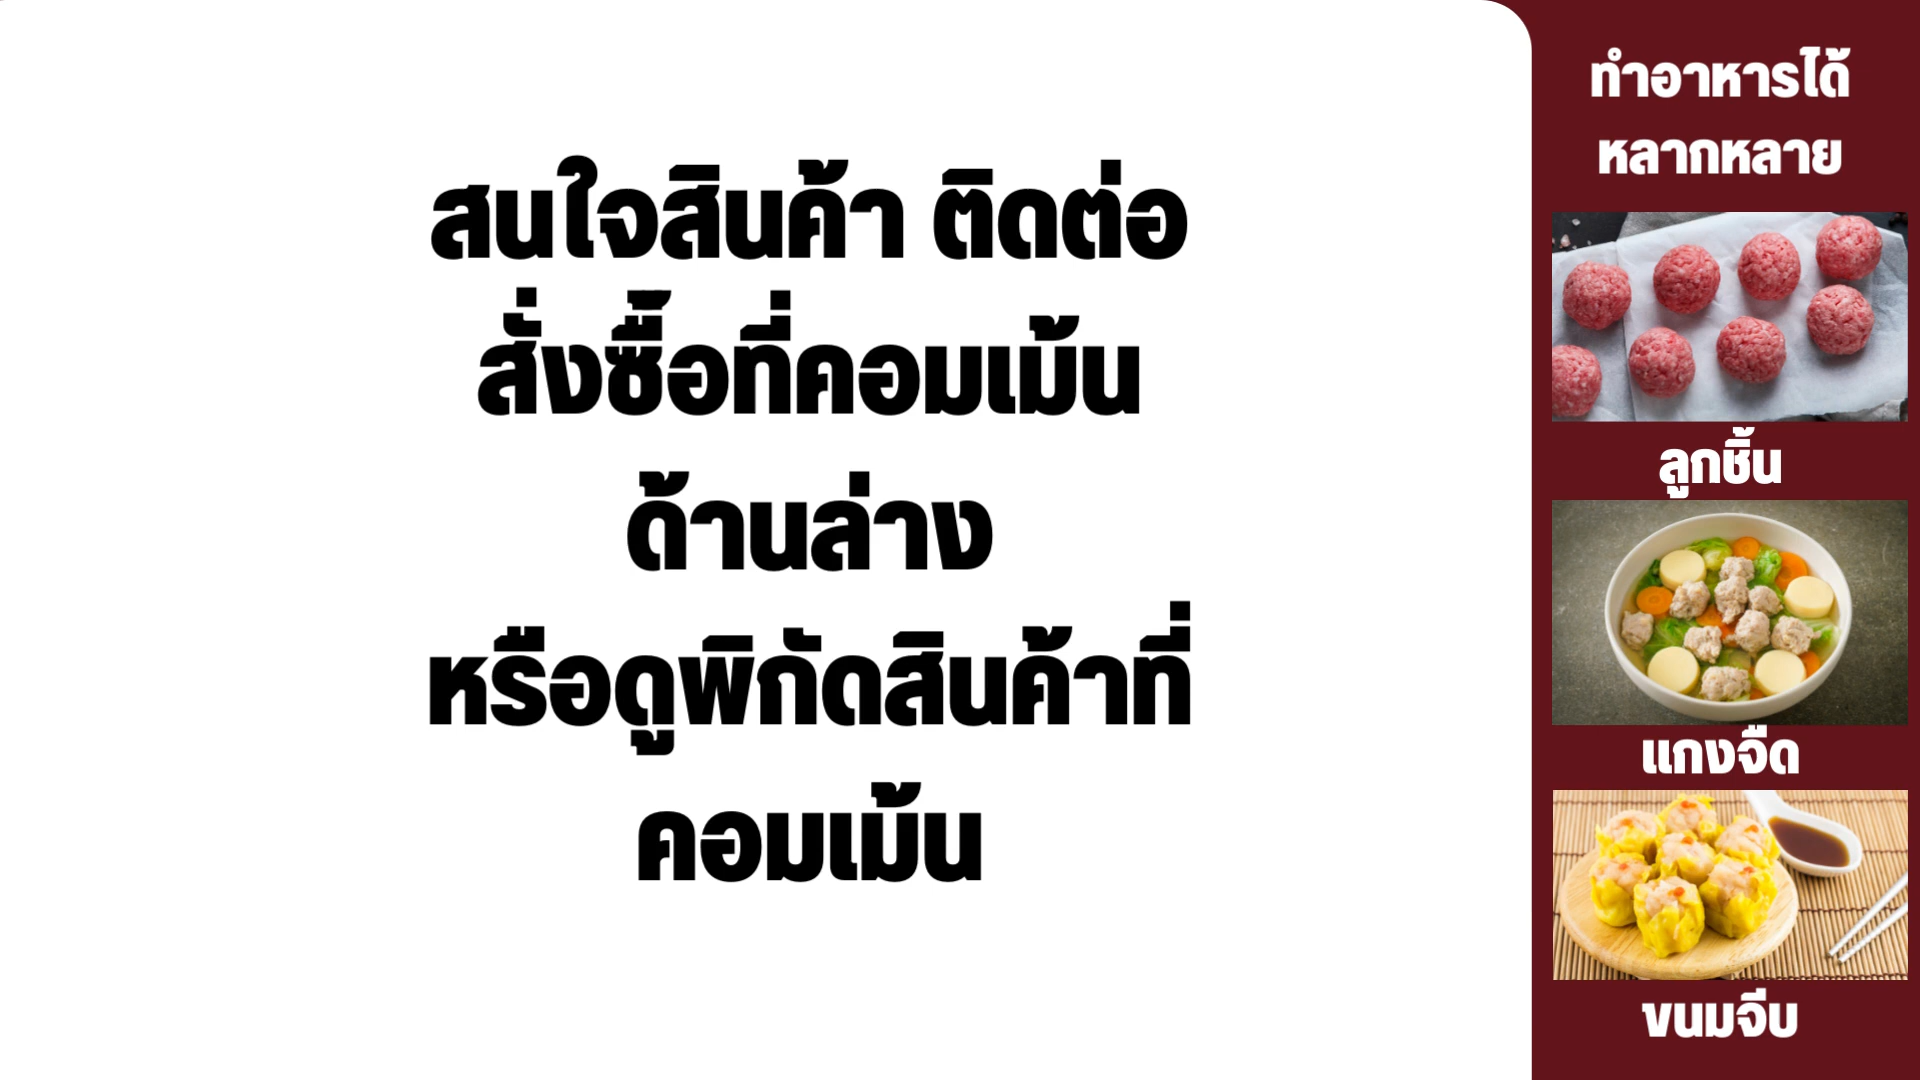 สนใจสินค้า ติดต่อ
สั่งซื้อที่คอมเม้น
ด้านล่าง
หรือดูพิกัดสินค้าที่
คอมเม้น
ทำอาหารได้
หลากหลาย
ลูกชิ้น
แกงจืด
ขนมจีบ